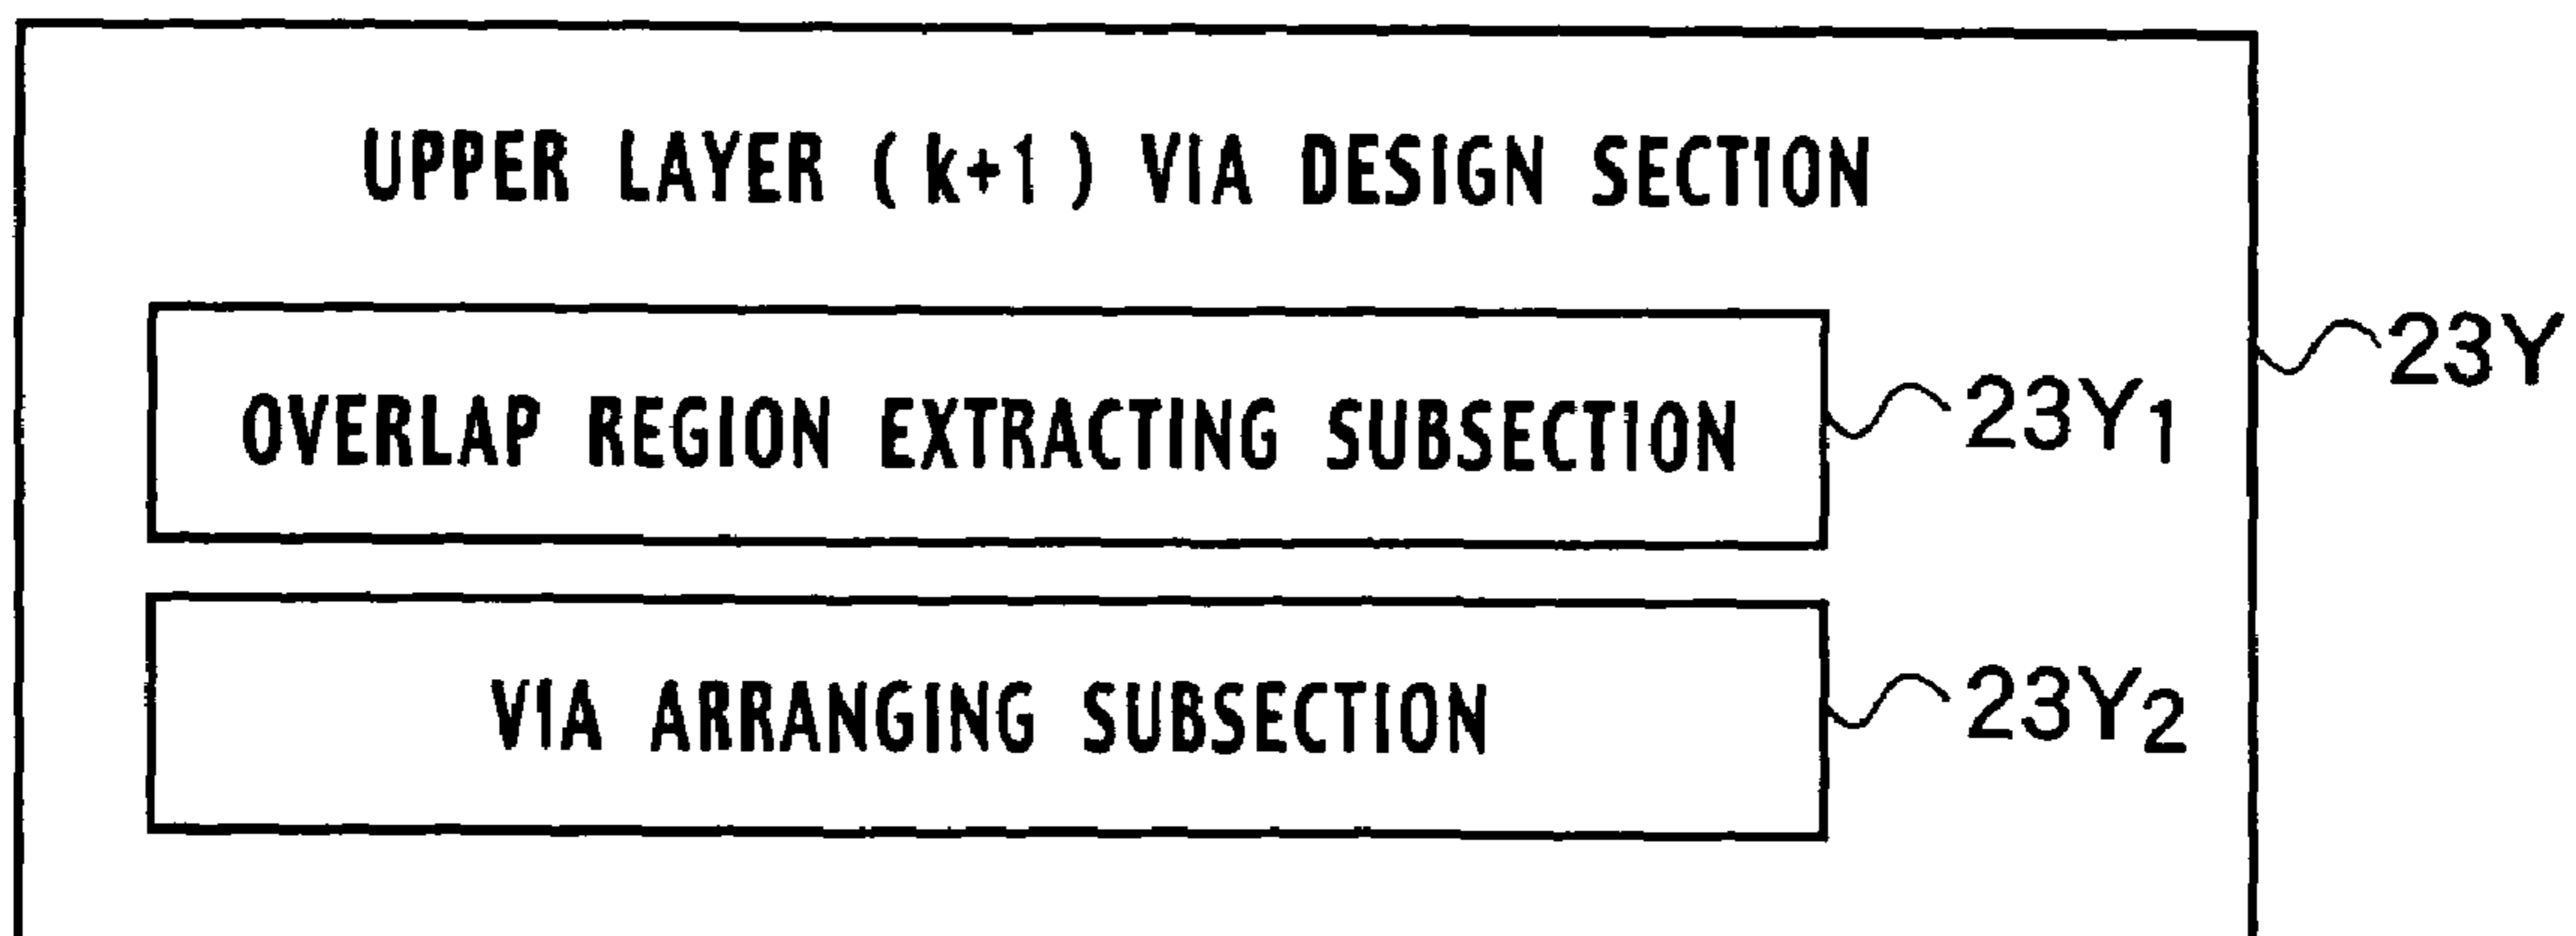 UPPER LAYER (k+1) VIA DESIGN SECTION
23Y
OVERLAP REGION EXTRACTING SUBSECTION
23Y1
VIA ARRANGING SUBSECTION
23Y2